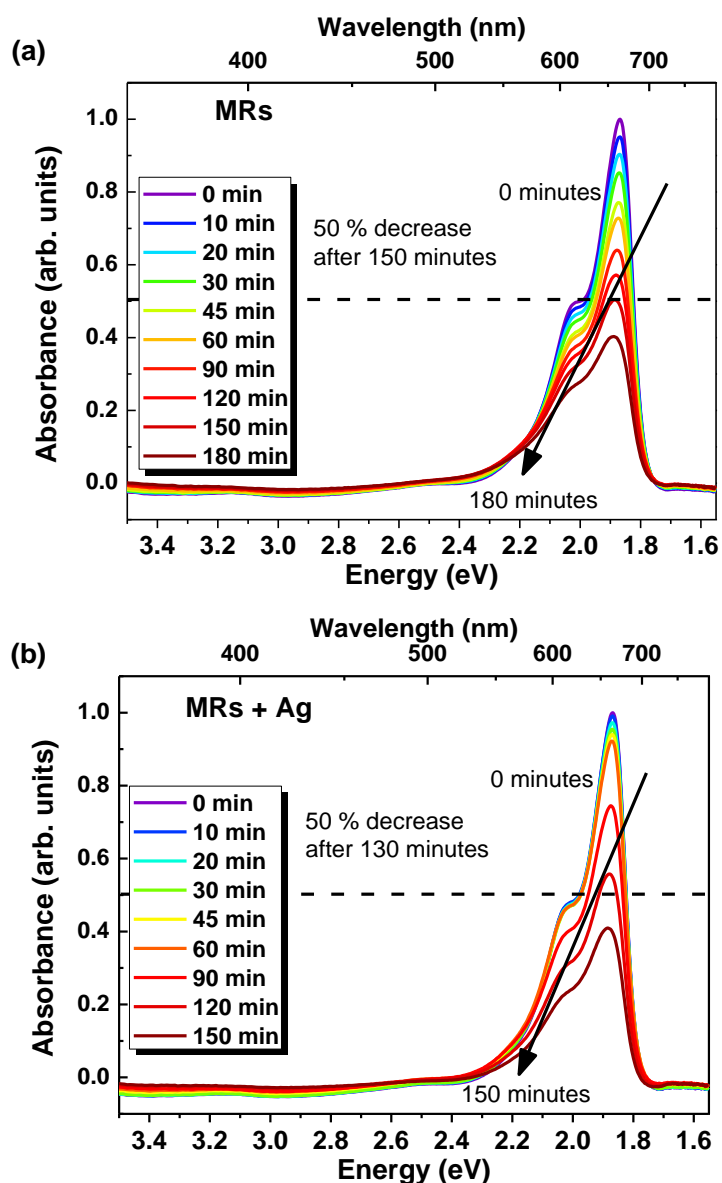 Wavelength (nm)
(a)
400 500 600 700
MRs
1.0
0.8
0.6
0.4
0.2
0.0
Absorbance (arb. units)
0 min
10 min
20 min
30 min
45 min
60 min
90 min
120 min
150 min
180 min
0 minutes
50 % decrease
after 150 minutes
180 minutes
3.4 3.2 3.0 2.8 2.6 2.4 2.2 2.0 1.8 1.6
Energy (eV)
Wavelength (nm)
(b)
400 500 600 700
MRs + Ag
1.0
0.8
0.6
0.4
0.2
0.0
Absorbance (arb. units)
0 min
10 min
20 min
30 min
45 min
60 min
90 min
120 min
150 min
0 minutes
50 % decrease
after 130 minutes
150 minutes
3.4 3.2 3.0 2.8 2.6 2.4 2.2 2.0 1.8 1.6
Energy (eV)